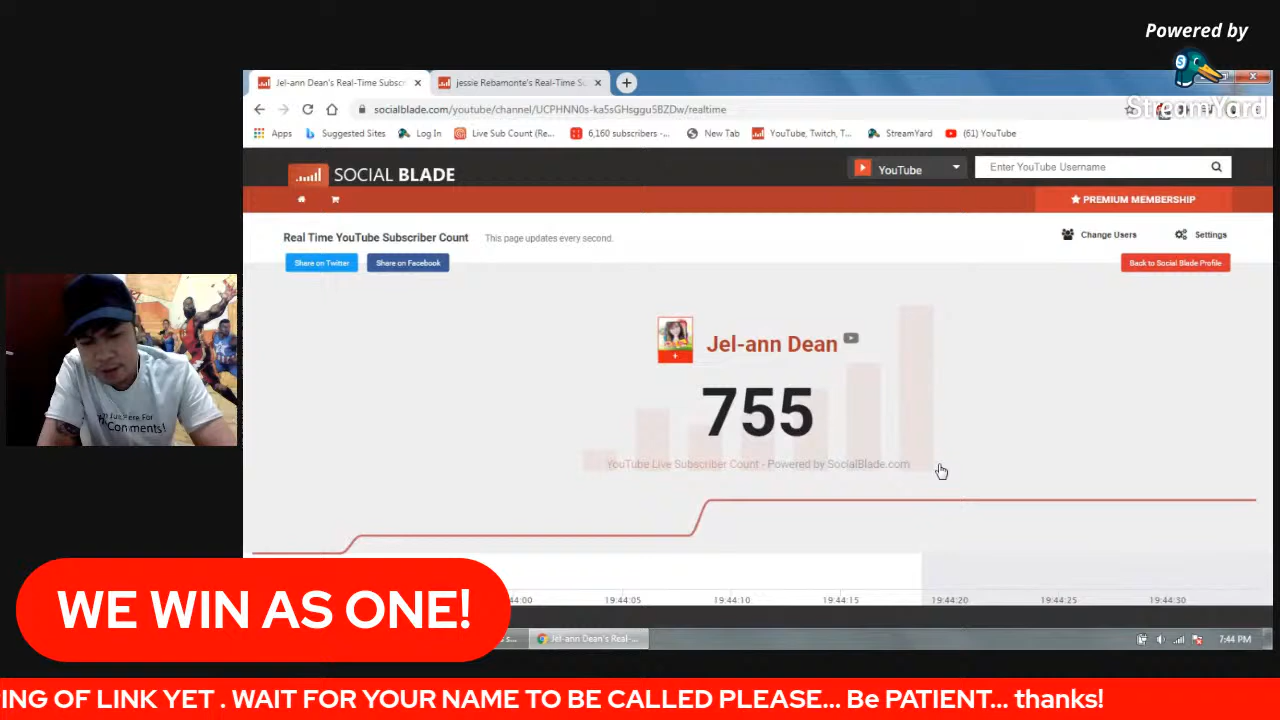 Powered by
StreamYard
Jel-ann Dean's Real-Time Subscr
jessie Rebamonte's Real-Time Su
socialblade.com/youtube/channel/UCPHNN0s-ka5sGHsggu5BZDw/realtime
Apps
Suggested Sites
Log In
Live Sub Count (Re...
6,160 subscribers -...
New Tab
YouTube, Twitch, T...
StreamYard
(61) YouTube
SOCIAL BLADE
YouTube
Enter YouTube Username
PREMIUM MEMBERSHIP
Real Time YouTube Subscriber Count
This page updates every second.
Change Users
Settings
Share on Twitter
Share on Facebook
Back to Social Blade Profile
Jel-ann Dean
755
YouTube Live Subscriber Count - Powered by SocialBlade.com
Here For
Comments!
WE WIN AS ONE!
:00
19:44:05
19:44:10
19:44:15
19:44:20
19:44:25
19:44:30
Jel-ann Dean's Real-...
7:44 PM
ING OF LINK YET . WAIT FOR YOUR NAME TO BE CALLED PLEASE... Be PATIENT... thanks!